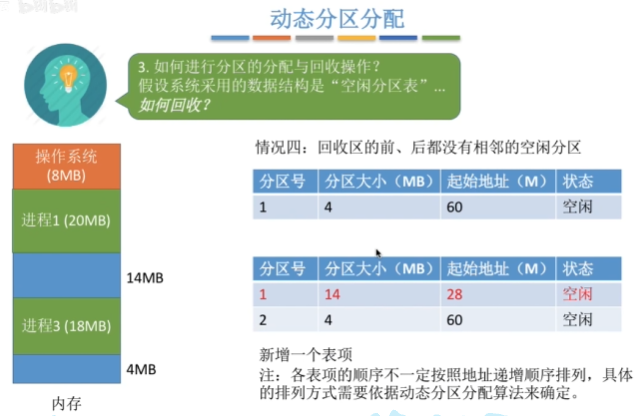 动态分区分配
3. 如何进行分区的分配与回收操作？
假设系统采用的数据结构是“空闲分区表”...
如何回收？
操作系统
(8MB)
进程1 (20MB)
14MB
进程3 (18MB)
4MB
内存
情况四：回收区的前、后都没有相邻的空闲分区
分区号 分区大小（MB） 起始地址（M） 状态
1 4 60 空闲
分区号 分区大小（MB） 起始地址（M） 状态
1 14 28 空闲
2 4 60 空闲
新增一个表项
注：各表项的顺序不一定按照地址递增顺序排列，具体
的排列方式需要依据动态分区分配算法来确定。